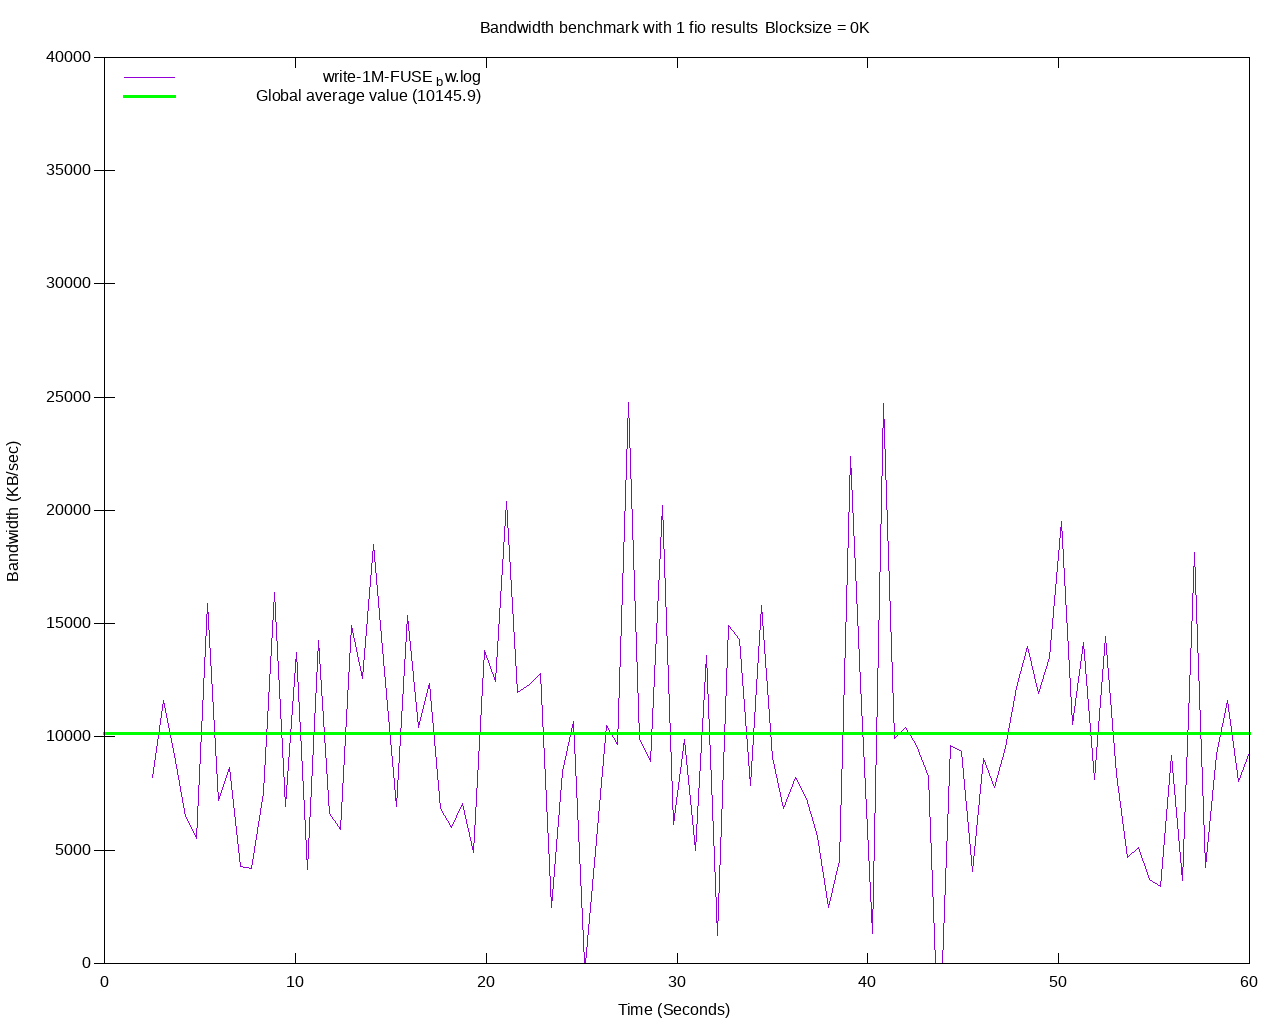 Bandwidth benchmark with 1 fio results Blocksize = 0K
40000
write-1M-FUSE_bw.log
Global average value (10145.9)
35000
30000
25000
Bandwidth (KB/sec)
20000
15000
10000
5000
0
0 10 20 30 40 50 60
Time (Seconds)